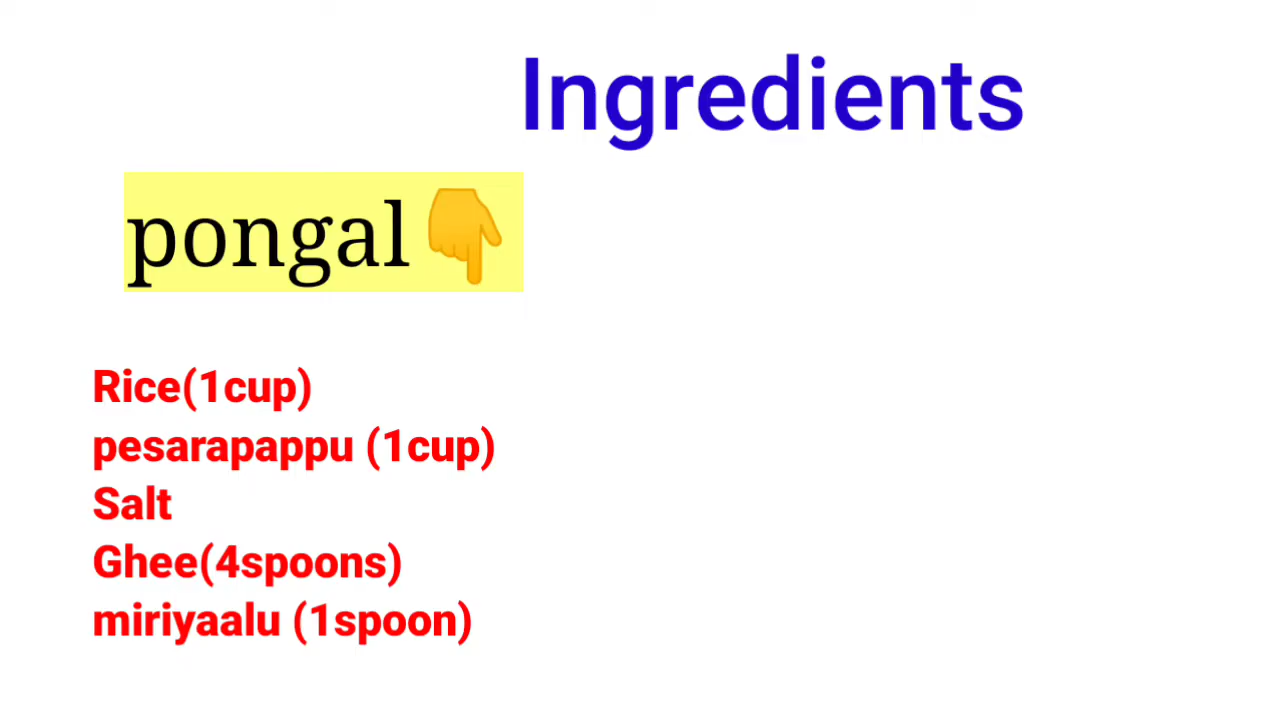 Ingredients
pongal👇
Rice(1cup)
pesarapappu (1cup)
Salt
Ghee(4spoons)
miriyaalu (1spoon)